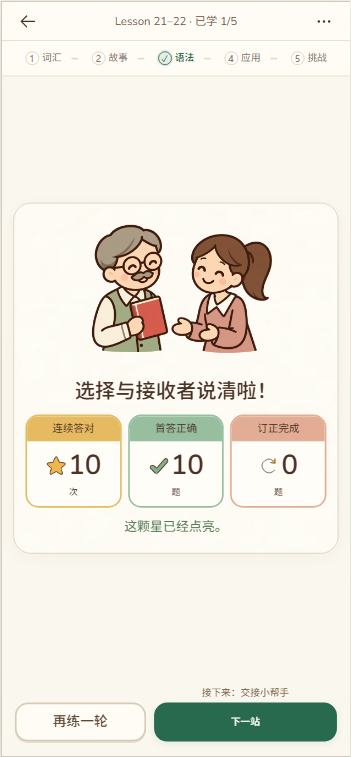 Lesson 21–22 · 已学 1/5
1 词汇 – 2 故事 – 语法 – 4 应用 – 5 挑战
选择与接收者说清啦！
连续答对 首答正确 订正完成
10 10 0
次 题 题
这颗星已经点亮。
接下来：交接小帮手
再练一轮 下一站